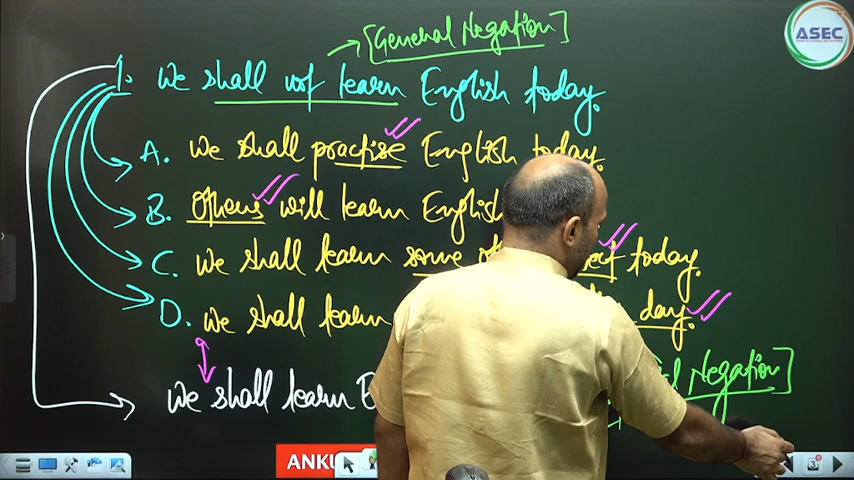 [General Negation]
ASEC
1. We shall not learn English today.
A. We shall practise English today.
B. Others will learn English
C. We shall learn some today.
D. We shall learn day.
Negation]
We shall learn E
ANKU
3